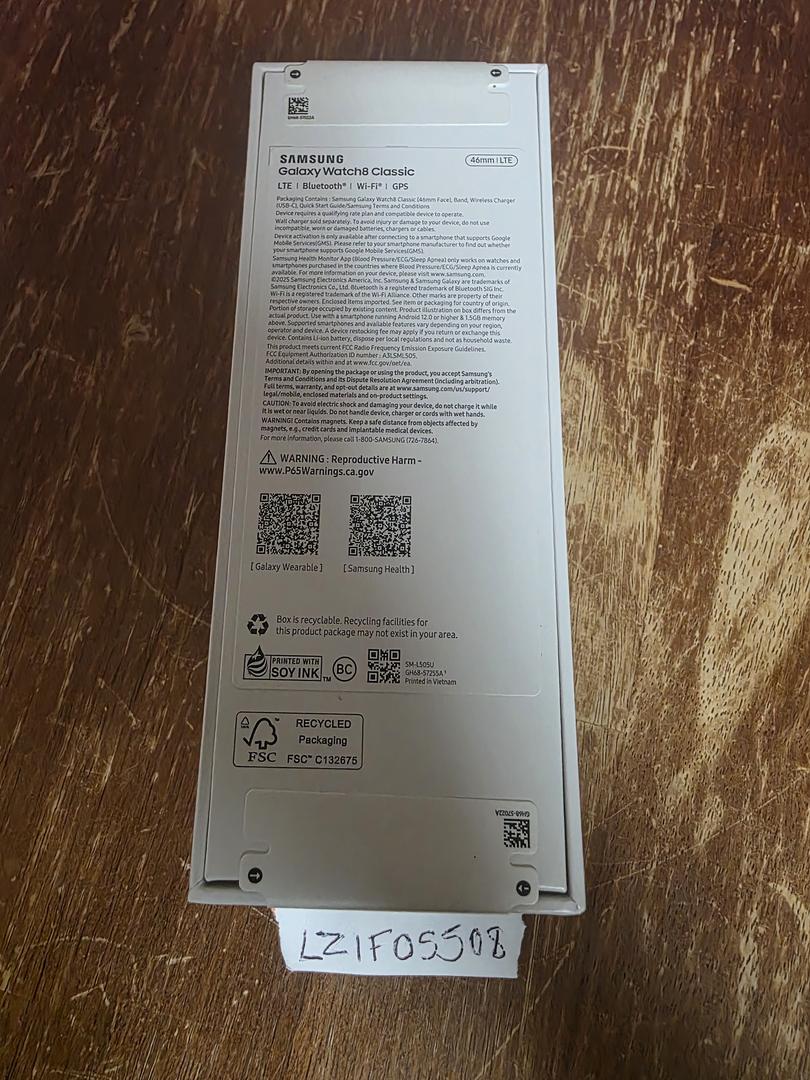 GH68-57022A
SAMSUNG
Galaxy Watch8 Classic
46mm | LTE
LTE | Bluetooth® | Wi-Fi® | GPS
Packaging Contains : Samsung Galaxy Watch8 Classic (46mm Face), Band, Wireless Charger
(USB-C), Quick Start Guide/Samsung Terms and Conditions
Device requires a qualifying rate plan and compatible device to operate.
Wall charger sold separately. To avoid injury or damage to your device, do not use
incompatible, worn or damaged batteries, chargers or cables.
Device activation is only available after connecting to a smartphone that supports Google
Mobile Services(GMS). Please refer to your smartphone manufacturer to find out whether
your smartphone supports Google Mobile Services(GMS).
Samsung Health Monitor App (Blood Pressure/ECG/Sleep Apnea) only works on watches and
smartphones purchased in the countries where Blood Pressure/ECG/Sleep Apnea is currently
available. For more information on your device, please visit www.samsung.com.
©2025 Samsung Electronics America, Inc. Samsung & Samsung Galaxy are trademarks of
Samsung Electronics Co., Ltd. Bluetooth is a registered trademark of Bluetooth SIG Inc.
Wi-Fi is a registered trademark of the Wi-Fi Alliance. Other marks are property of their
respective owners. Enclosed items imported. See item or packaging for country of origin.
Portion of storage occupied by existing content. Product illustration on box differs from the
actual product. Use with a smartphone running Android 12.0 or higher & 1.5GB memory
above. Supported smartphones and available features vary depending on your region,
operator and device. A device restocking fee may apply if you return or exchange this
device. Contains Li-ion battery, dispose per local regulations and not as household waste.
This product meets current FCC Radio Frequency Emission Exposure Guidelines.
FCC Equipment Authorization ID number : A3LSML505.
Additional details within and at www.fcc.gov/oet/ea.
IMPORTANT: By opening the package or using the product, you accept Samsung's
Terms and Conditions and its Dispute Resolution Agreement (including arbitration).
Full terms, warranty, and opt-out details are at www.samsung.com/us/support/
legal/mobile, enclosed materials and on-product settings.
CAUTION: To avoid electric shock and damaging your device, do not charge it while
it is wet or near liquids. Do not handle device, charger or cords with wet hands.
WARNING! Contains magnets. Keep a safe distance from objects affected by
magnets, e.g., credit cards and implantable medical devices.
For more information, please call 1-800-SAMSUNG (726-7864).
WARNING : Reproductive Harm -
www.P65Warnings.ca.gov
[ Galaxy Wearable ] [ Samsung Health ]
Box is recyclable. Recycling facilities for
this product package may not exist in your area.
PRINTED WITH
SOY INK™
BC
SM-L505U
GH68-57255A
Printed in Vietnam
RECYCLED
Packaging
FSC
FSC™ C132675
GH68-57022A
LZ1F05508